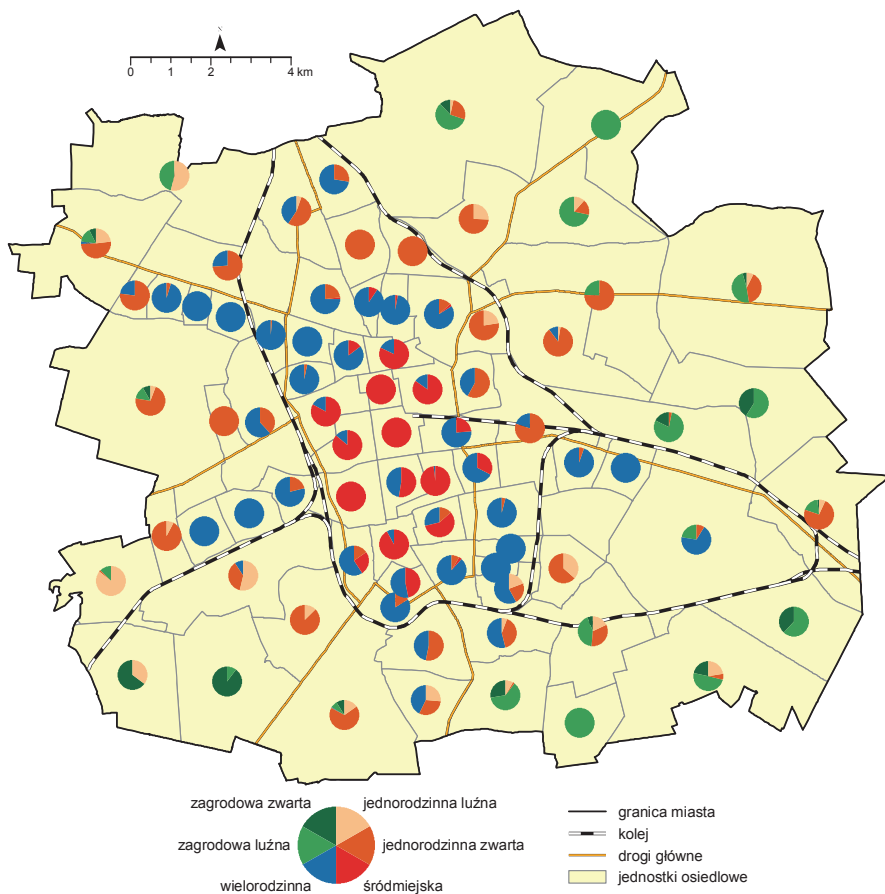 N
0 1 2 4 km
zagrodowa zwarta
jednorodzinna luźna
zagrodowa luźna
jednorodzinna zwarta
wielorodzinna
śródmiejska
granica miasta
kolej
drogi główne
jednostki osiedlowe